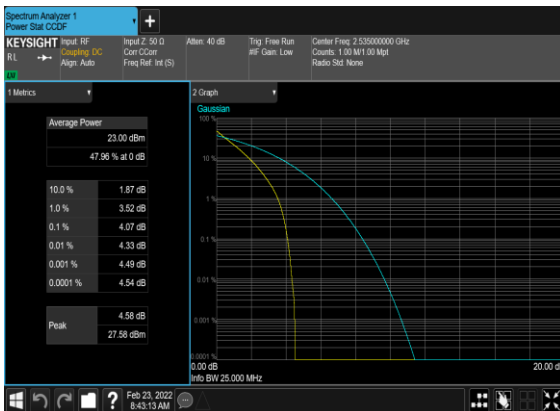 Spectrum Analyzer 1
Power Stat CCDF
+
KEYSIGHT
RL
Input: RF
Coupling: DC
Align: Auto
Input Z: 50 Ω
Corr CCorr
Freq Ref: Int (S)
Atten: 40 dB
Trig: Free Run
#IF Gain: Low
Center Freq: 2.535000000 GHz
Counts: 1.00 M/1.00 Mpt
Radio Std: None
1 Metrics
Average Power
23.00 dBm
47.96 % at 0 dB
10.0 % 1.87 dB
1.0 % 3.52 dB
0.1 % 4.07 dB
0.01 % 4.33 dB
0.001 % 4.49 dB
0.0001 % 4.54 dB
Peak
4.58 dB
27.58 dBm
2 Graph
Gaussian
100 %
10 %
1 %
0.1 %
0.01 %
0.001 %
0.0001 %
0.00 dB
20.00 d
Info BW 25.000 MHz
?
Feb 23, 2022
8:43:13 AM